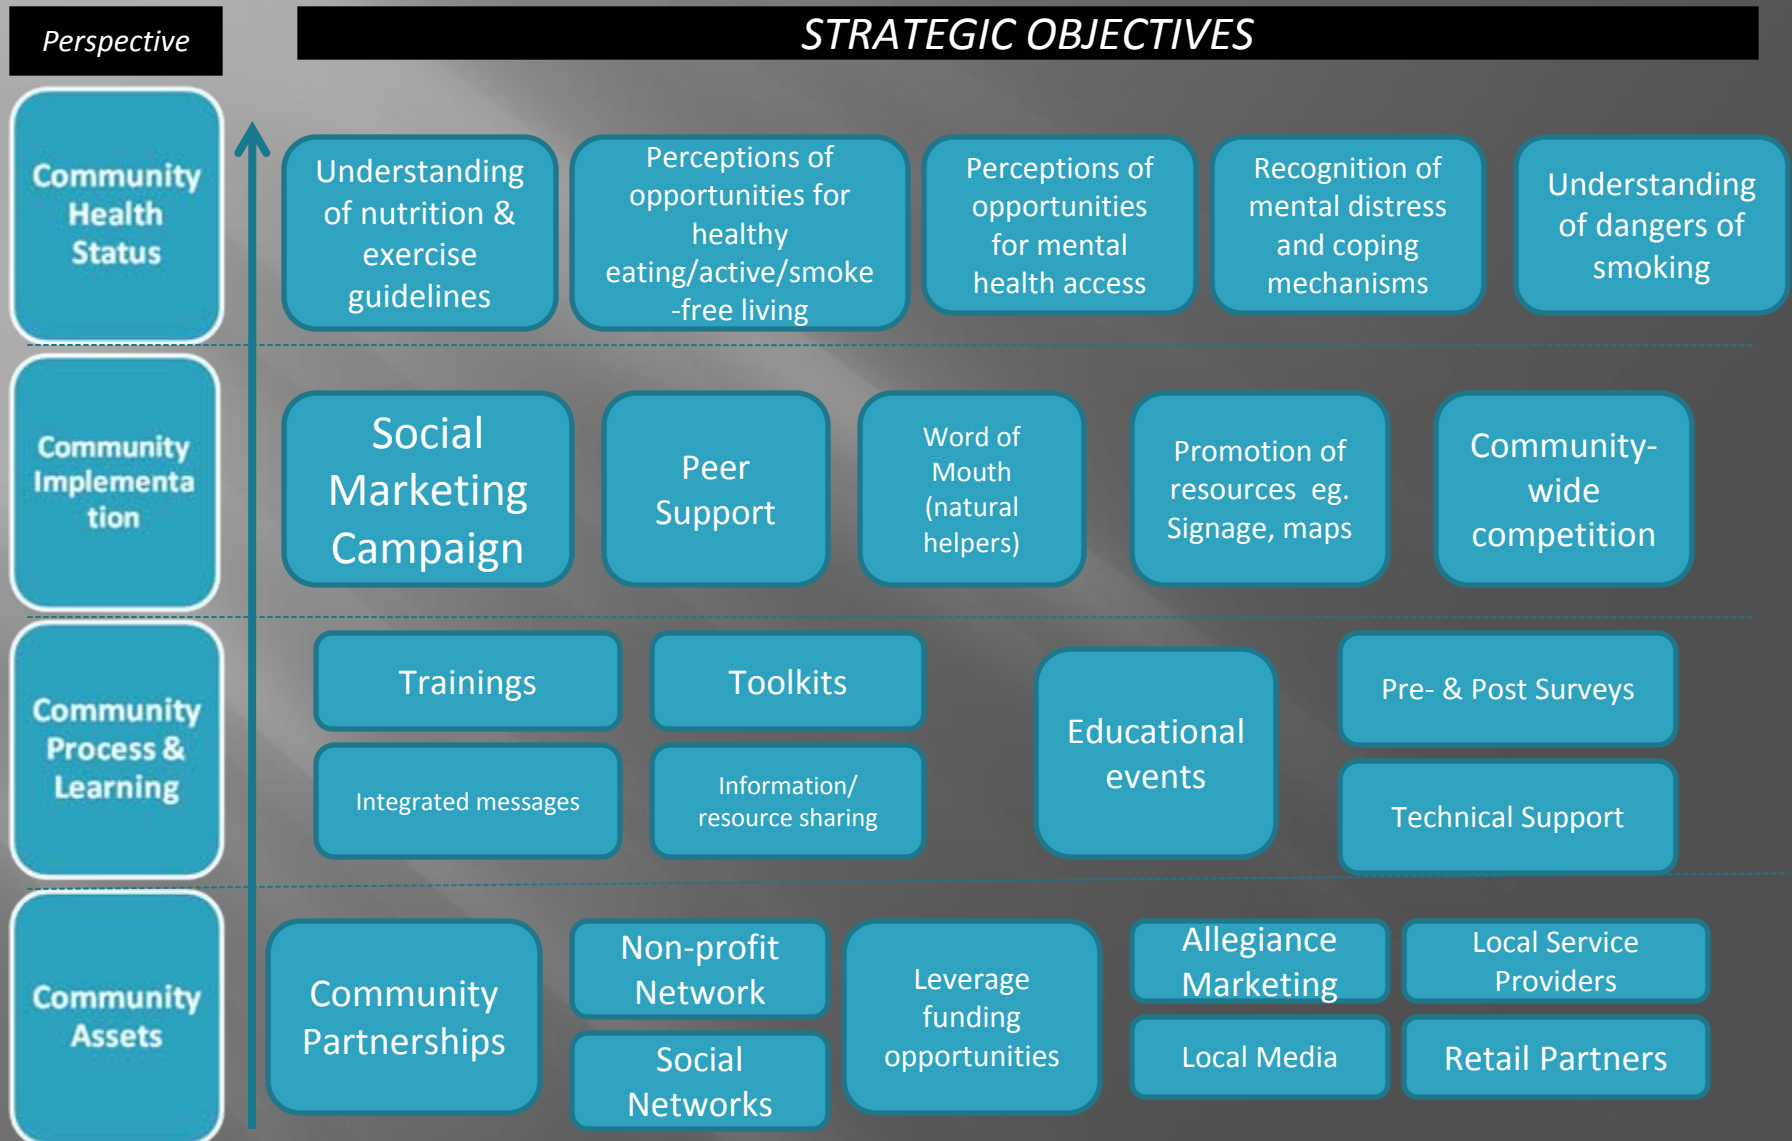 Perspective
STRATEGIC OBJECTIVES
Community
Health
Status
Understanding
of nutrition &
exercise
guidelines
Perceptions of
opportunities for
healthy
eating/active/smoke
-free living
Perceptions of
opportunities
for mental
health access
Recognition of
mental distress
and coping
mechanisms
Understanding
of dangers of
smoking
Community
Implementa
tion
Social
Marketing
Campaign
Peer
Support
Word of
Mouth
(natural
helpers)
Promotion of
resources eg.
Signage, maps
Community-
wide
competition
Community
Process &
Learning
Trainings
Toolkits
Integrated messages
Information/
resource sharing
Educational
events
Pre- & Post Surveys
Technical Support
Community
Assets
Community
Partnerships
Non-profit
Network
Social
Networks
Leverage
funding
opportunities
Allegiance
Marketing
Local Service
Providers
Local Media
Retail Partners